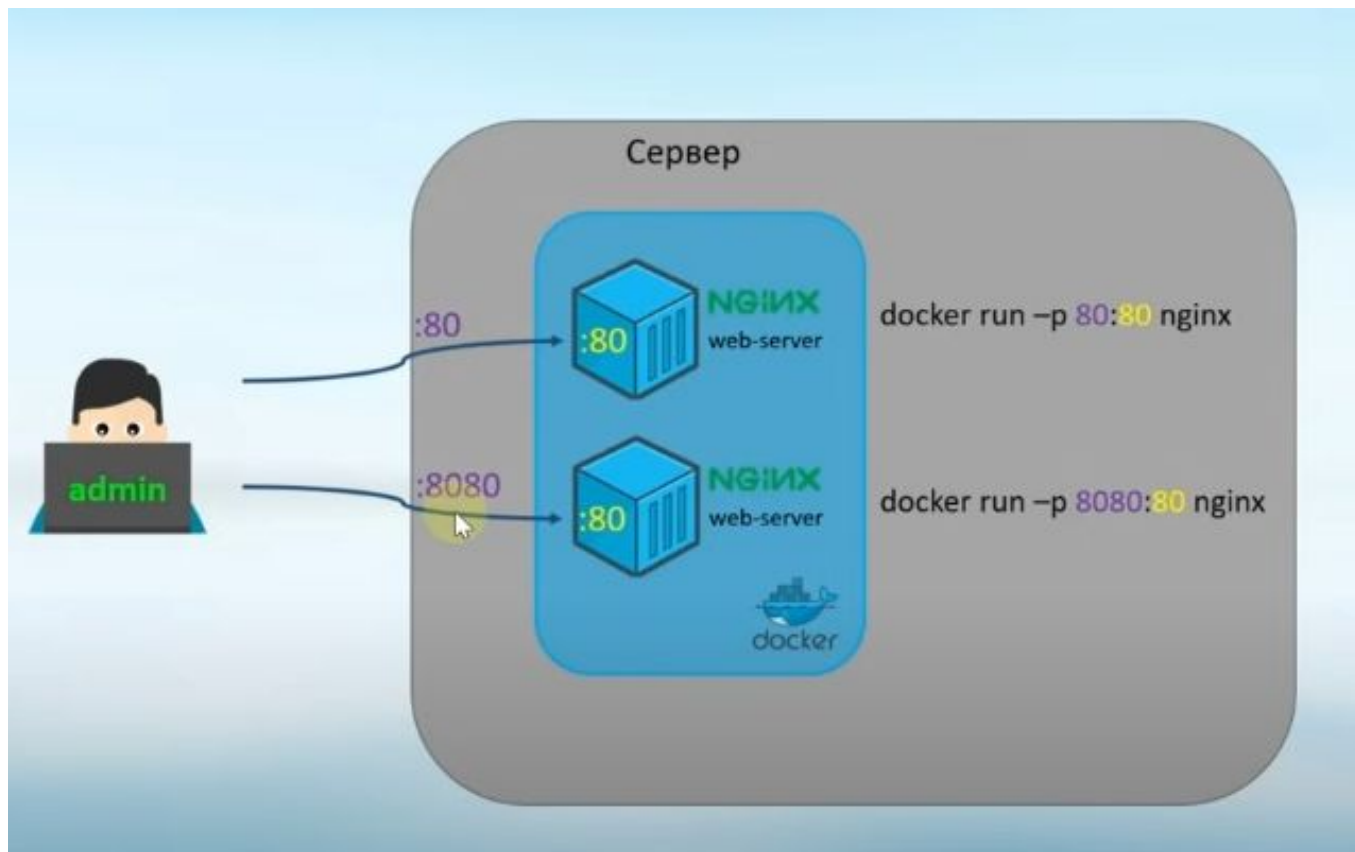 Сервер
:80
:80
NGINX
web-server
docker run –p 80:80 nginx
admin
:8080
:80
NGINX
web-server
docker run –p 8080:80 nginx
docker